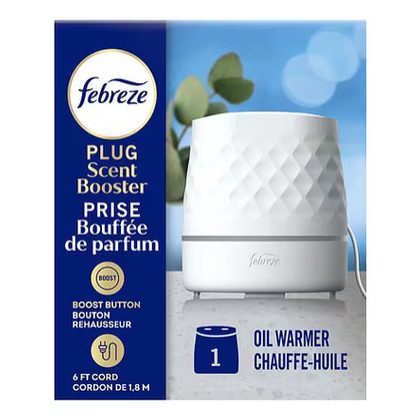 febreze
PLUG
Scent
Booster
PRISE
Bouffée
de parfum
BOOST
BOOST BUTTON
BOUTON
REHAUSSEUR
6 FT CORD
CORDON DE 1,8 M
febreze
1
OIL WARMER
CHAUFFE-HUILE